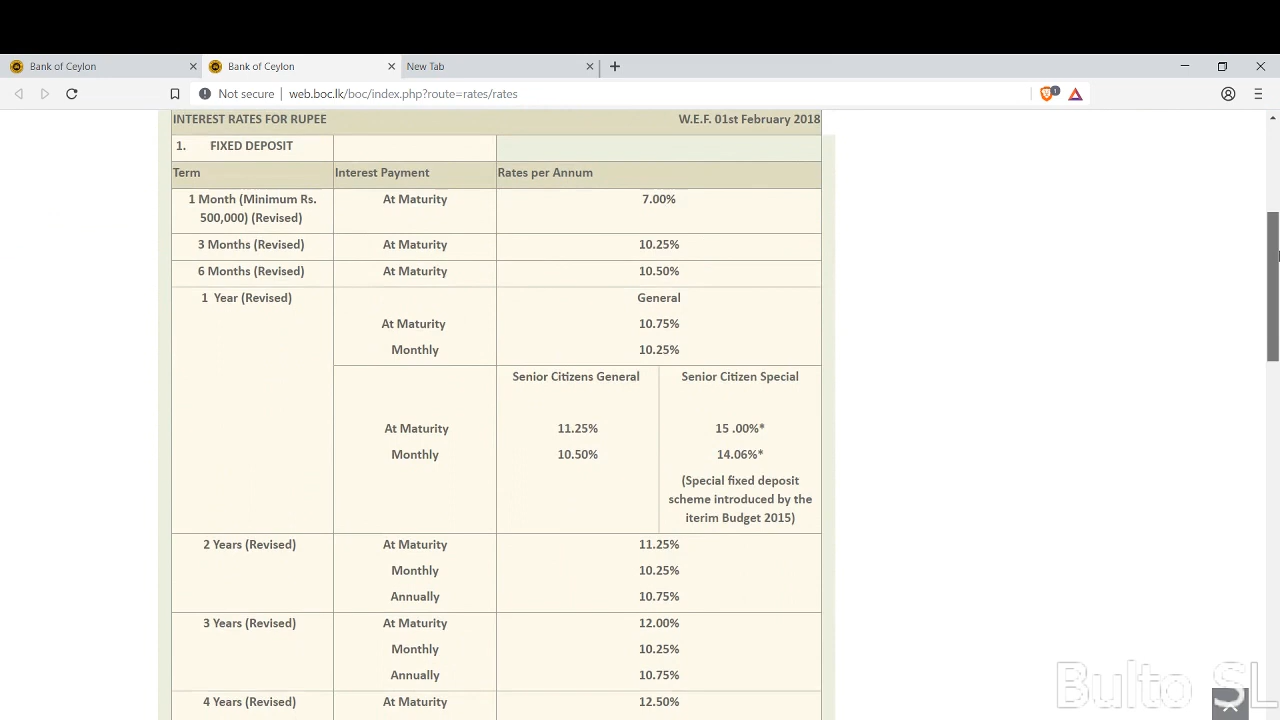 Bank of Ceylon
Bank of Ceylon
New Tab
Not secure
web.boc.lk/boc/index.php?route=rates/rates
1
INTEREST RATES FOR RUPEE W.E.F. 01st February 2018
1. FIXED DEPOSIT
Term Interest Payment Rates per Annum
1 Month (Minimum Rs. At Maturity 7.00%
500,000) (Revised)
3 Months (Revised) At Maturity 10.25%
6 Months (Revised) At Maturity 10.50%
1 Year (Revised) General
At Maturity 10.75%
Monthly 10.25%
Senior Citizens General Senior Citizen Special
At Maturity 11.25% 15 .00%*
Monthly 10.50% 14.06%*
(Special fixed deposit
scheme introduced by the
iterim Budget 2015)
2 Years (Revised) At Maturity 11.25%
Monthly 10.25%
Annually 10.75%
3 Years (Revised) At Maturity 12.00%
Monthly 10.25%
Annually 10.75%
4 Years (Revised) At Maturity 12.50%
Bulto SL